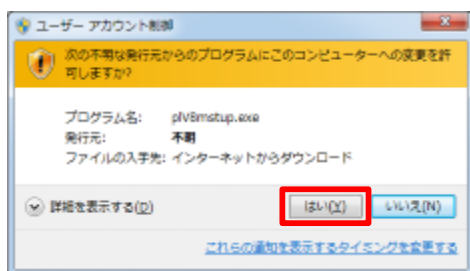 ユーザー アカウント制御
次の不明な発行元からのプログラムにこのコンピューターへの変更を許
可しますか?
プログラム名: plV8mstup.exe
発行元: 不明
ファイルの入手先: インターネットからダウンロード
詳細を表示する(D)
はい(Y)
いいえ(N)
これらの通知を表示するタイミングを変更する